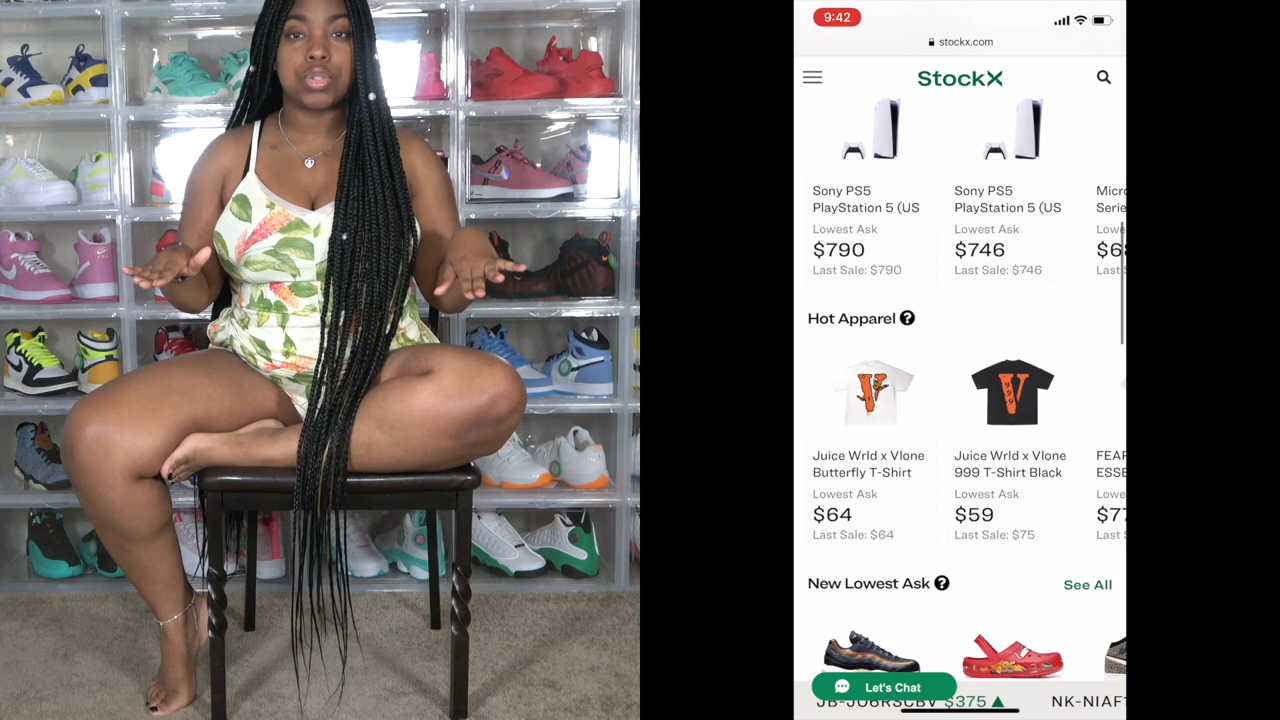 9:42
stockx.com
StockX
Sony PS5
PlayStation 5 (US
Lowest Ask
$790
Last Sale: $790
Sony PS5
PlayStation 5 (US
Lowest Ask
$746
Last Sale: $746
Hot Apparel
Juice Wrld x Vlone
Butterfly T-Shirt
Lowest Ask
$64
Last Sale: $64
Juice Wrld x Vlone
999 T-Shirt Black
Lowest Ask
$59
Last Sale: $75
New Lowest Ask
See All
Let's Chat
$375